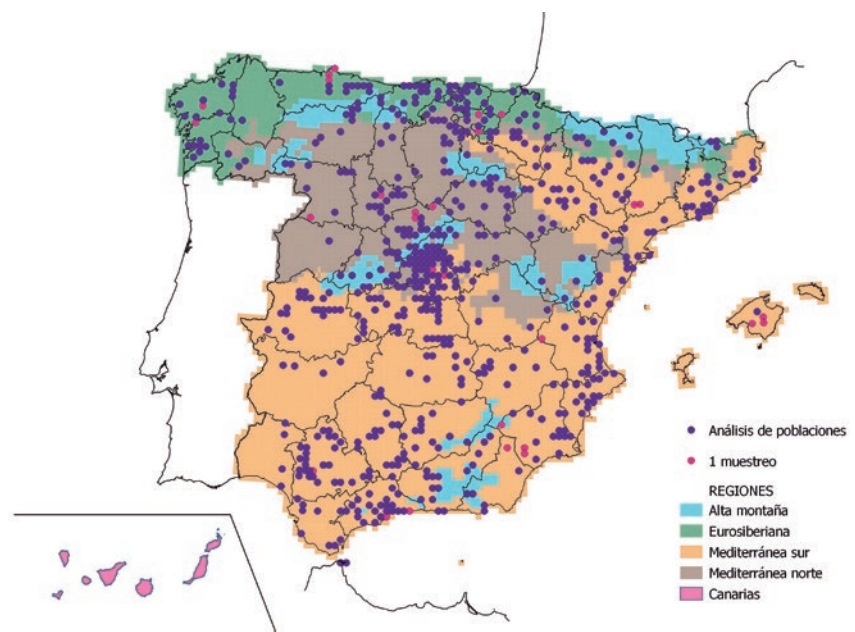 Análisis de poblaciones
1 muestreo
REGIONES
Alta montaña
Eurosiberiana
Mediterránea sur
Mediterránea norte
Canarias